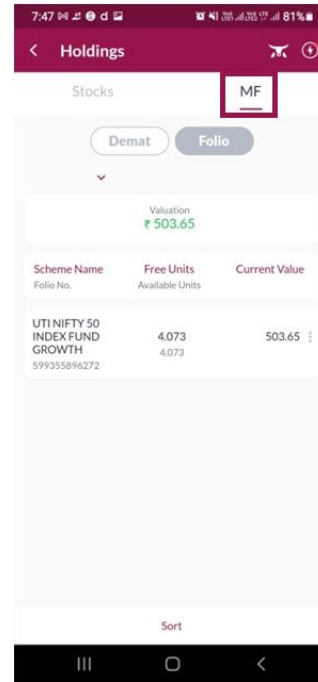 7:47 81%
Holdings
Stocks MF
Demat Folio
Valuation
₹ 503.65
Scheme Name Free Units Current Value
Folio No. Available Units
UTI NIFTY 50
INDEX FUND 4.073 503.65
GROWTH 4.073
599355896272
Sort